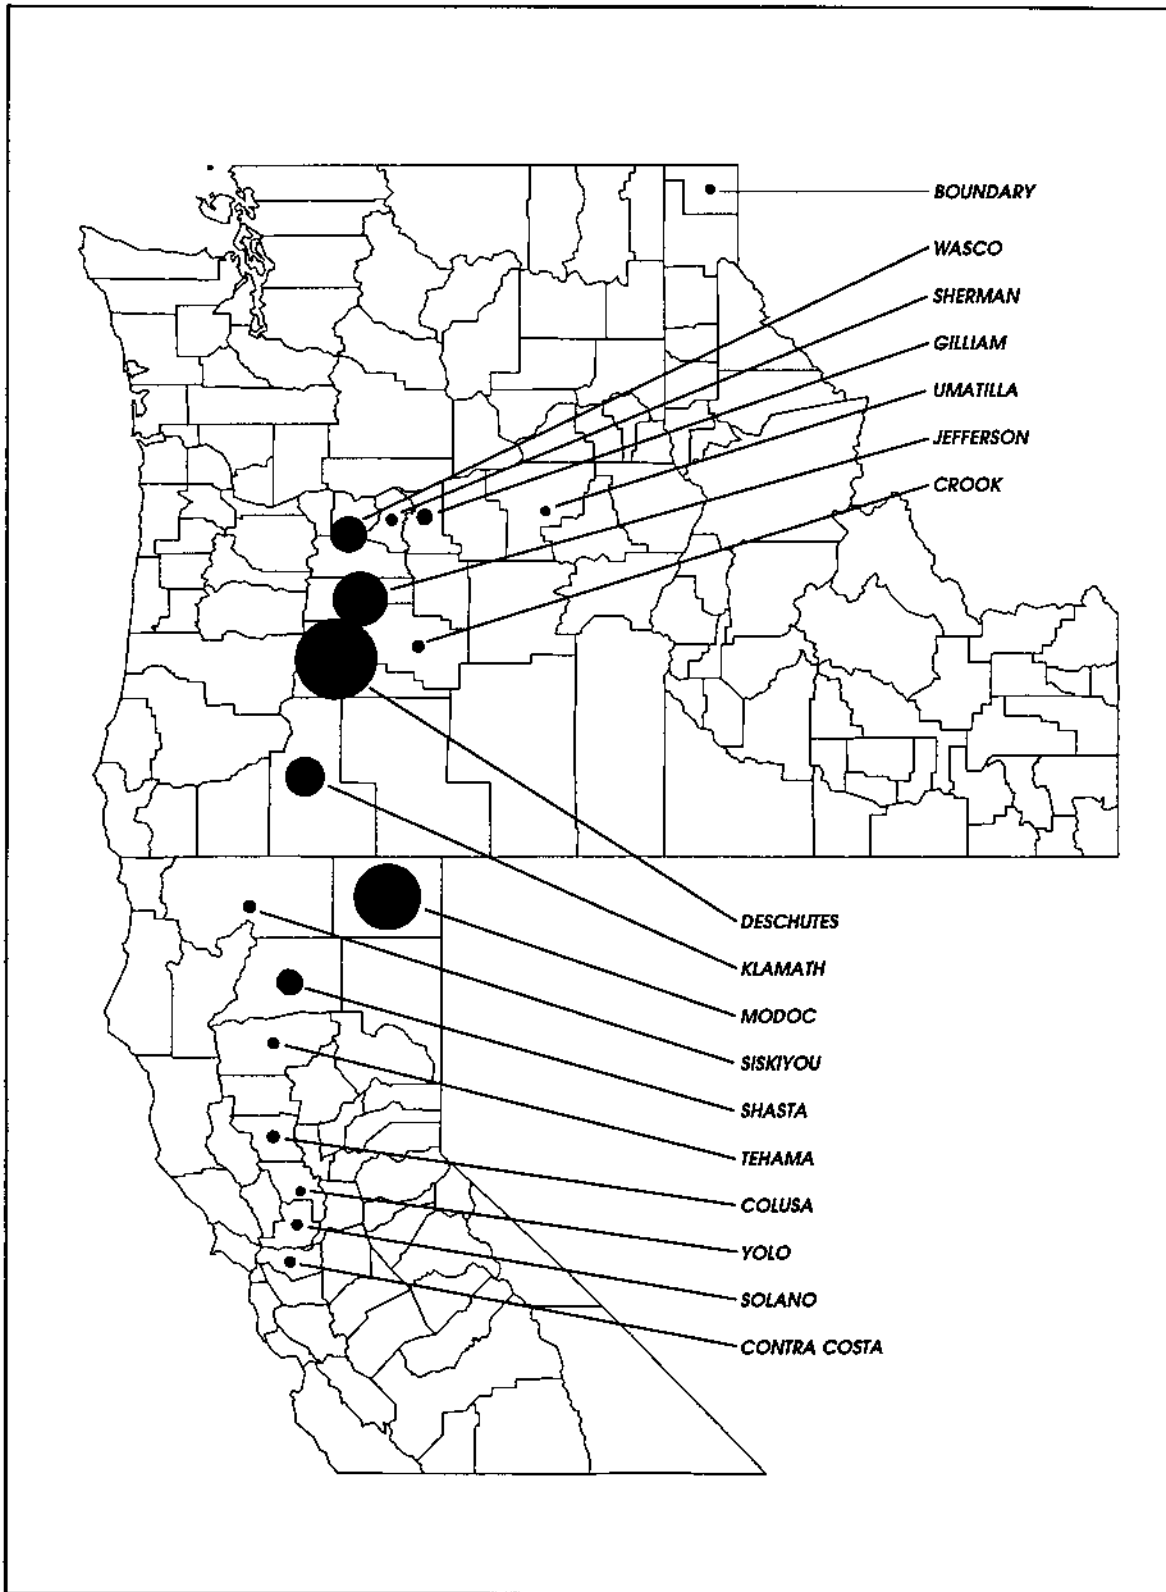 BOUNDARY
WASCO
SHERMAN
GILLIAM
UMATILLA
JEFFERSON
CROOK
DESCHUTES
KLAMATH
MODOC
SISKIYOU
SHASTA
TEHAMA
COLUSA
YOLO
SOLANO
CONTRA COSTA